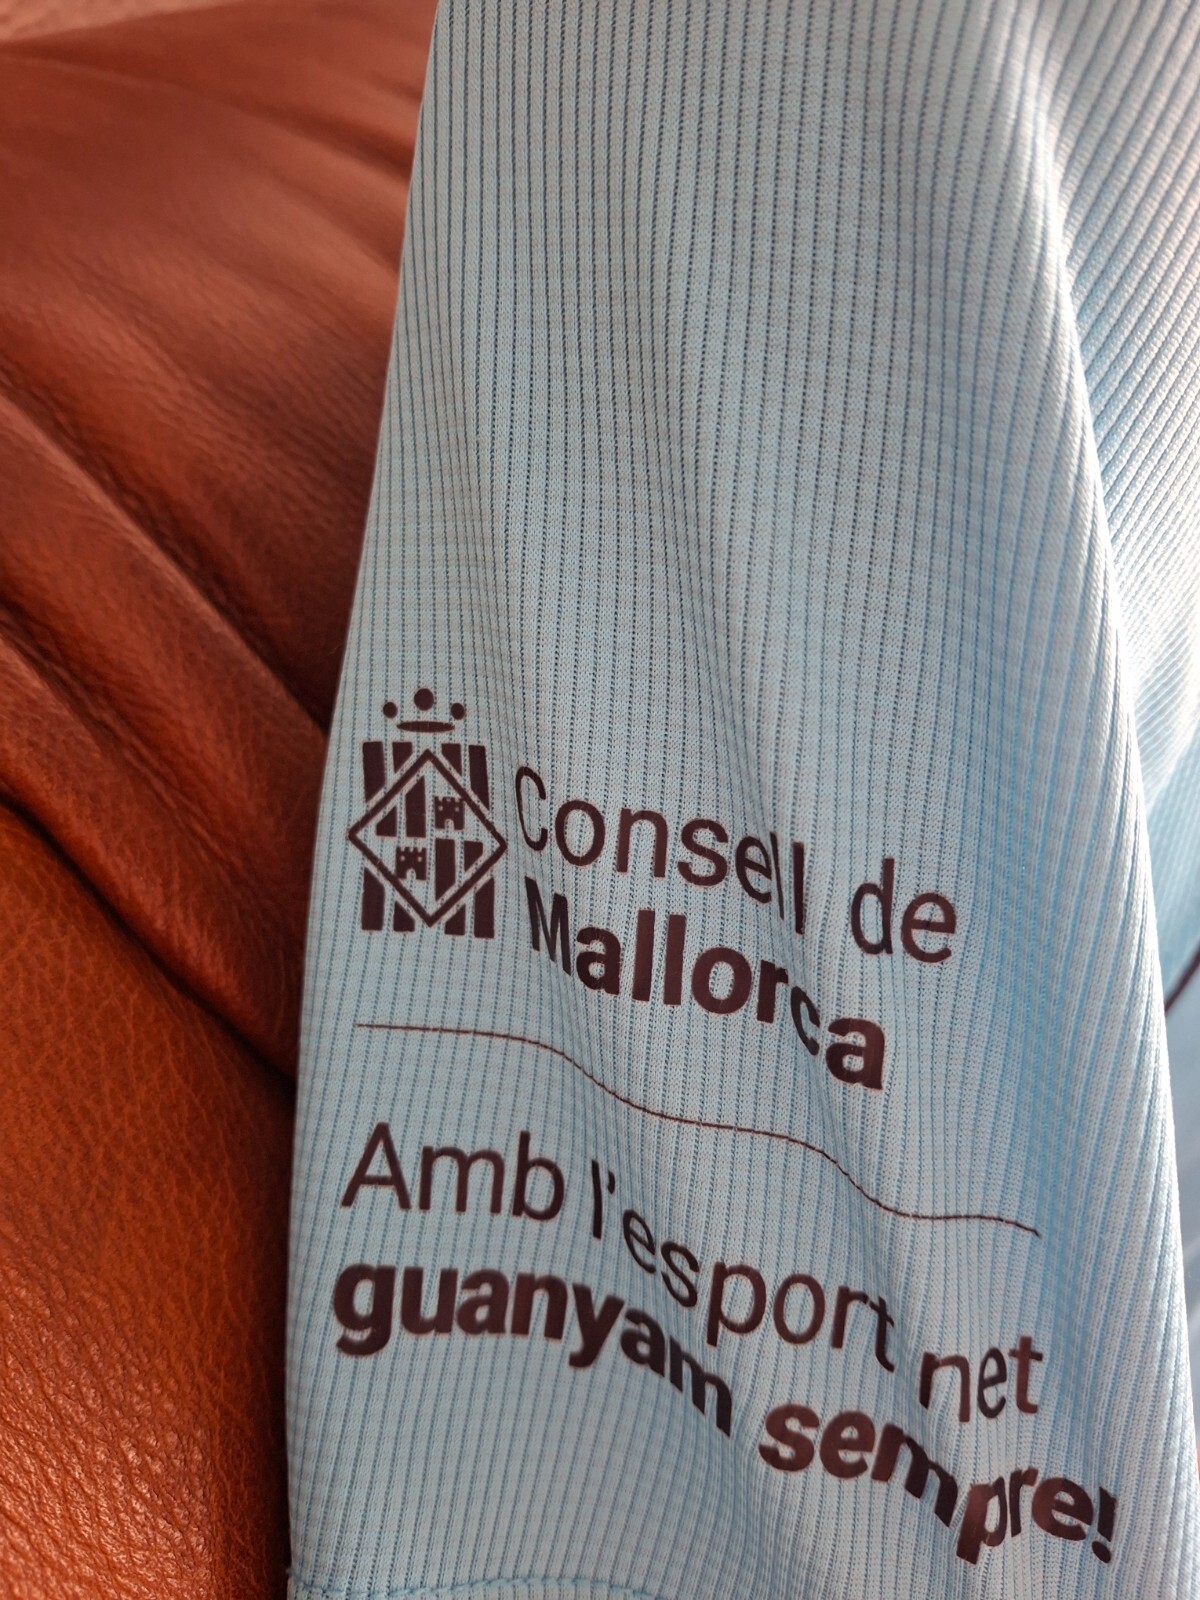 Consell de
Mallorca
Amb l'esport net
guanyam sempre!